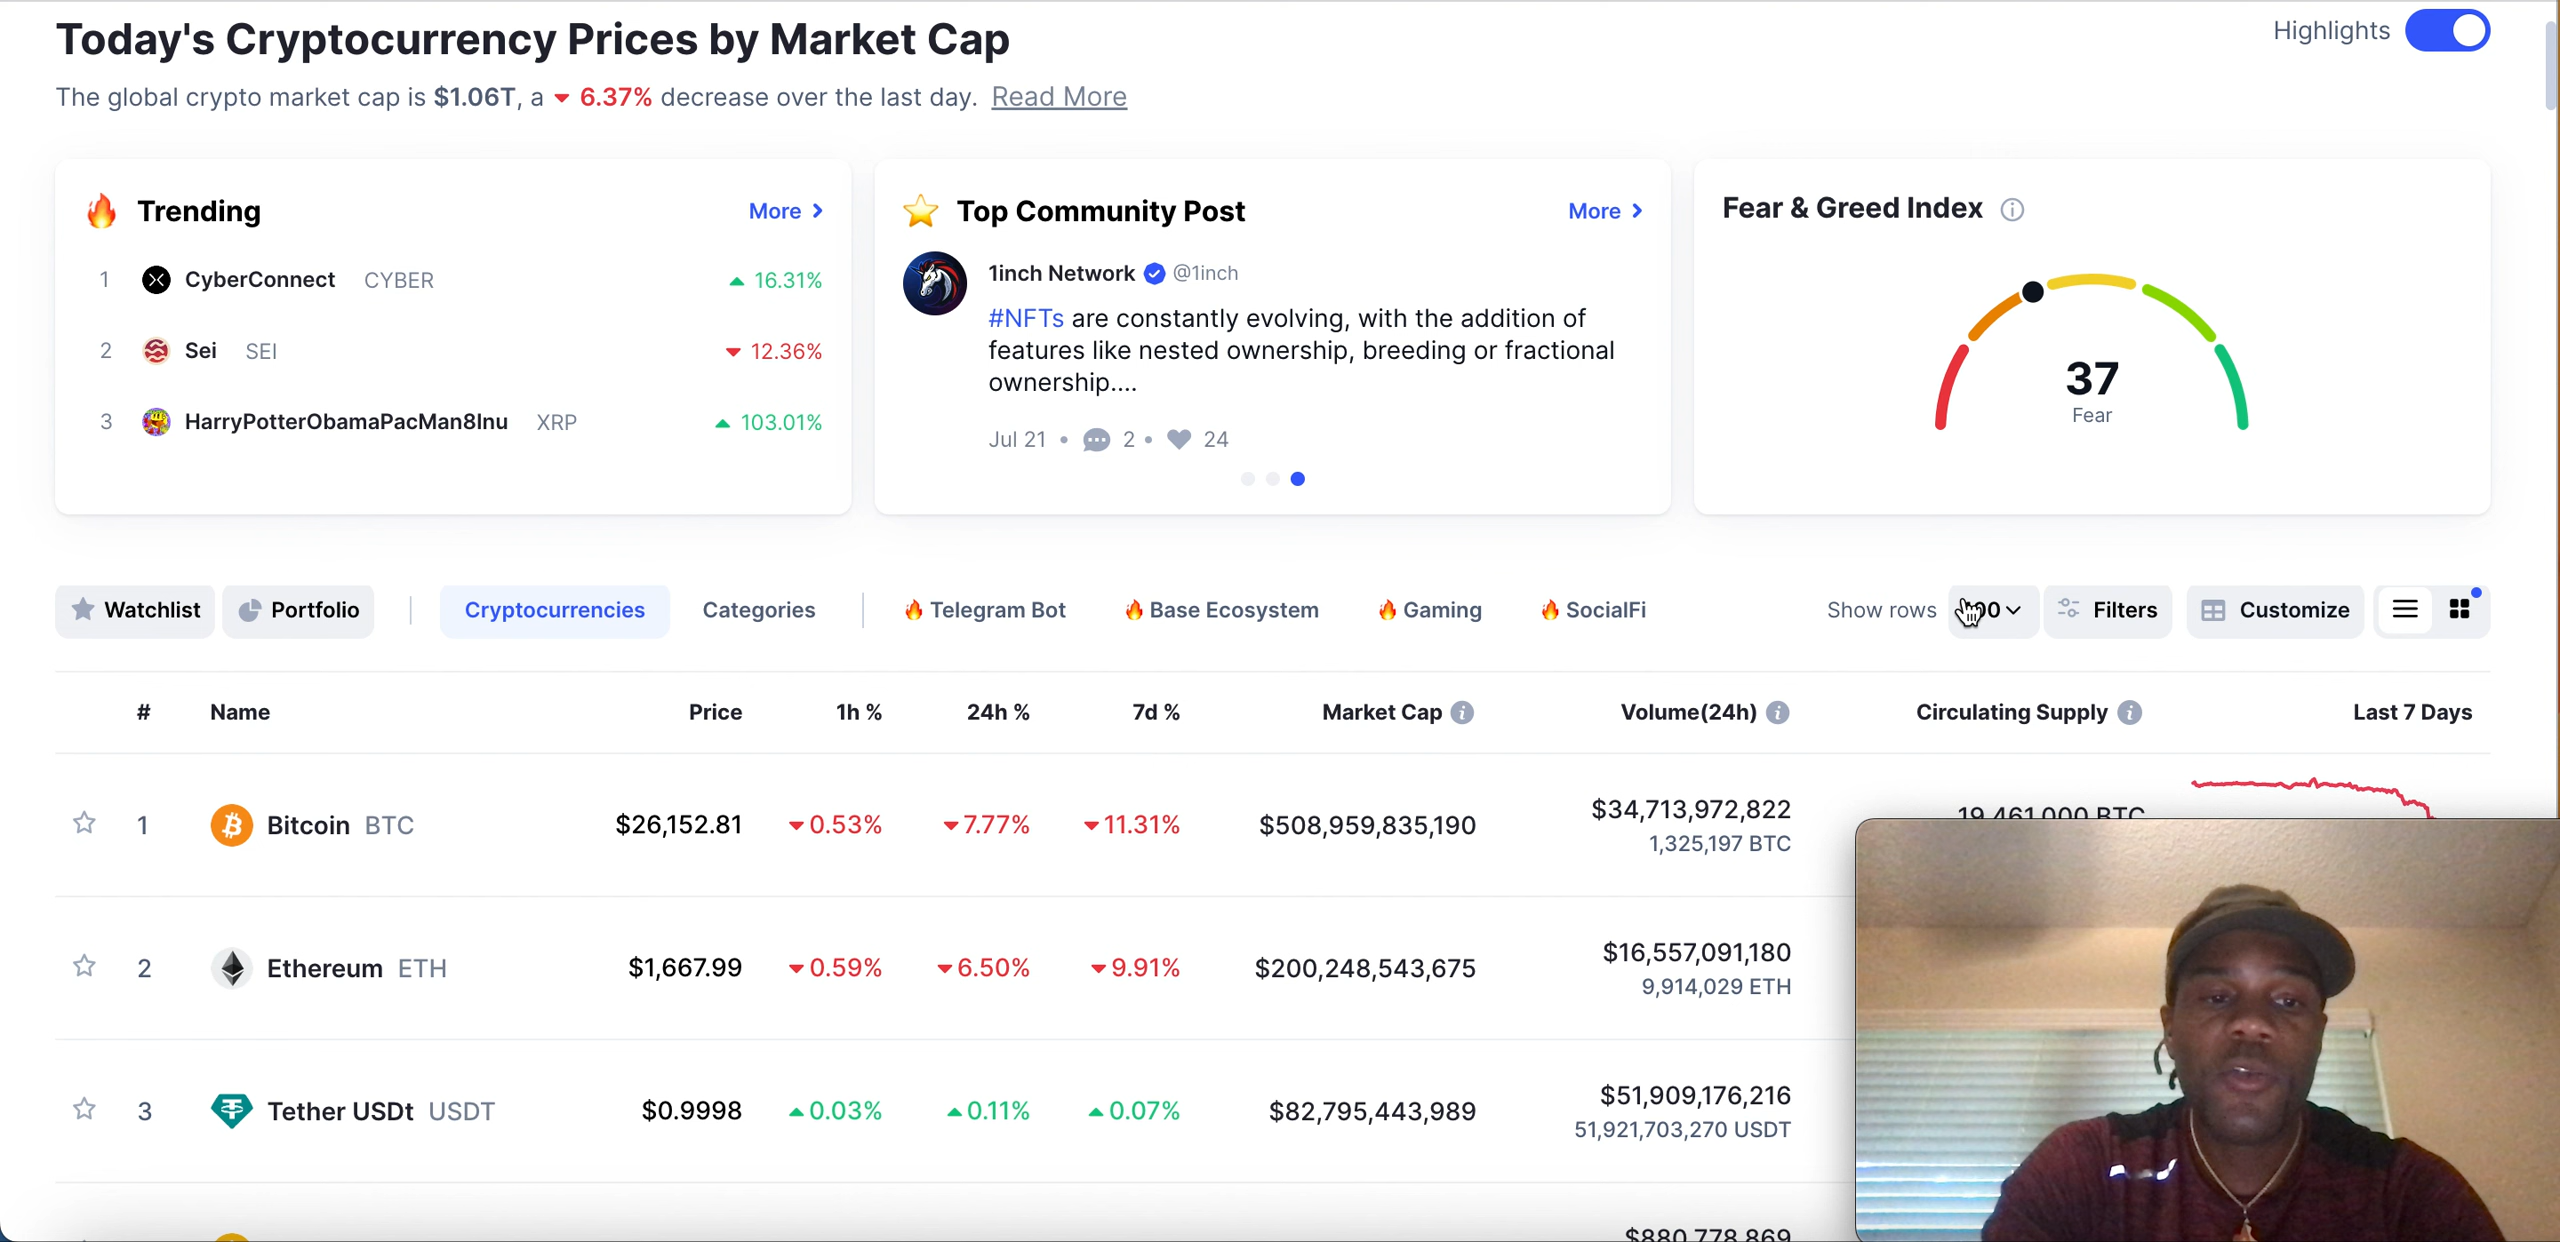 Today's Cryptocurrency Prices by Market Cap
Highlights
The global crypto market cap is $1.06T, a 6.37% decrease over the last day. Read More
Trending
More
1 CyberConnect CYBER 16.31%
2 Sei SEI 12.36%
3 HarryPotterObamaPacMan8Inu XRP 103.01%
Top Community Post
More
1inch Network @1inch
#NFTs are constantly evolving, with the addition of
features like nested ownership, breeding or fractional
ownership....
Jul 21 • 2 • 24
Fear & Greed Index
37
Fear
Watchlist Portfolio Cryptocurrencies Categories Telegram Bot Base Ecosystem Gaming SocialFi Show rows Filters Customize
# Name Price 1h % 24h % 7d % Market Cap Volume(24h) Circulating Supply Last 7 Days
1 Bitcoin BTC $26,152.81 0.53% 7.77% 11.31% $508,959,835,190 $34,713,972,822 19,461,000 BTC
1,325,197 BTC
2 Ethereum ETH $1,667.99 0.59% 6.50% 9.91% $200,248,543,675 $16,557,091,180
9,914,029 ETH
3 Tether USDt USDT $0.9998 0.03% 0.11% 0.07% $82,795,443,989 $51,909,176,216
51,921,703,270 USDT
$880,778,869